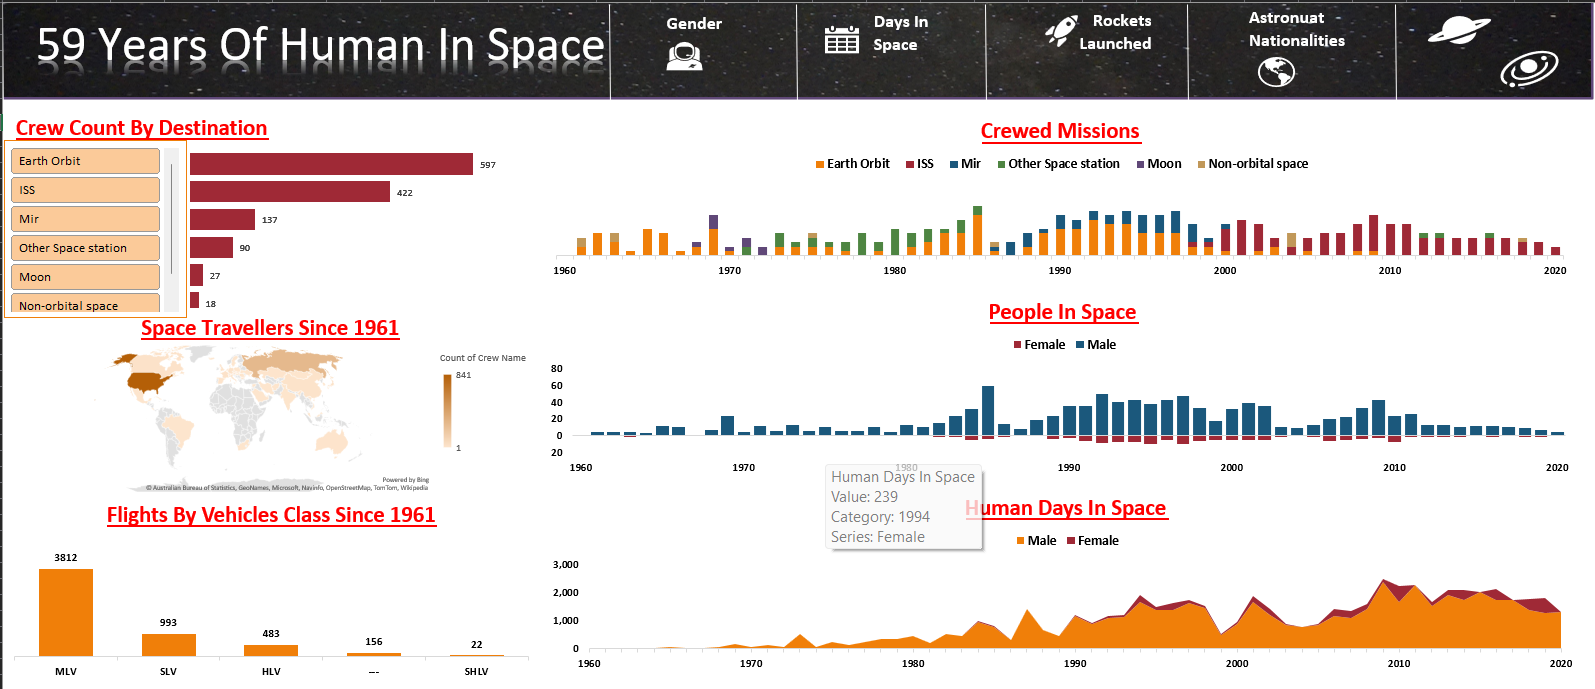 59 Years Of Human In Space
Gender
Days In
Space
Rockets
Launched
Astronuat
Nationalities
Crew Count By Destination
Earth Orbit
ISS
Mir
Other Space station
Moon
Non-orbital space
597
422
137
90
27
18
Space Travellers Since 1961
Count of Crew Name
841
1
Powered by Bing
© Australian Bureau of Statistics, GeoNames, Microsoft, Navinfo, OpenStreetMap, TomTom, Wikipedia
Flights By Vehicles Class Since 1961
3812
993
483
156
22
MLV SLV HLV --- SHLV
Crewed Missions
Earth Orbit ISS Mir Other Space station Moon Non-orbital space
1960 1970 1980 1990 2000 2010 2020
People In Space
Female Male
80
60
40
20
0
20
1960 1970 1980 1990 2000 2010 2020
Human Days In Space
Value: 239
Category: 1994
Series: Female
Human Days In Space
Male Female
3,000
2,000
1,000
0
1960 1970 1980 1990 2000 2010 2020